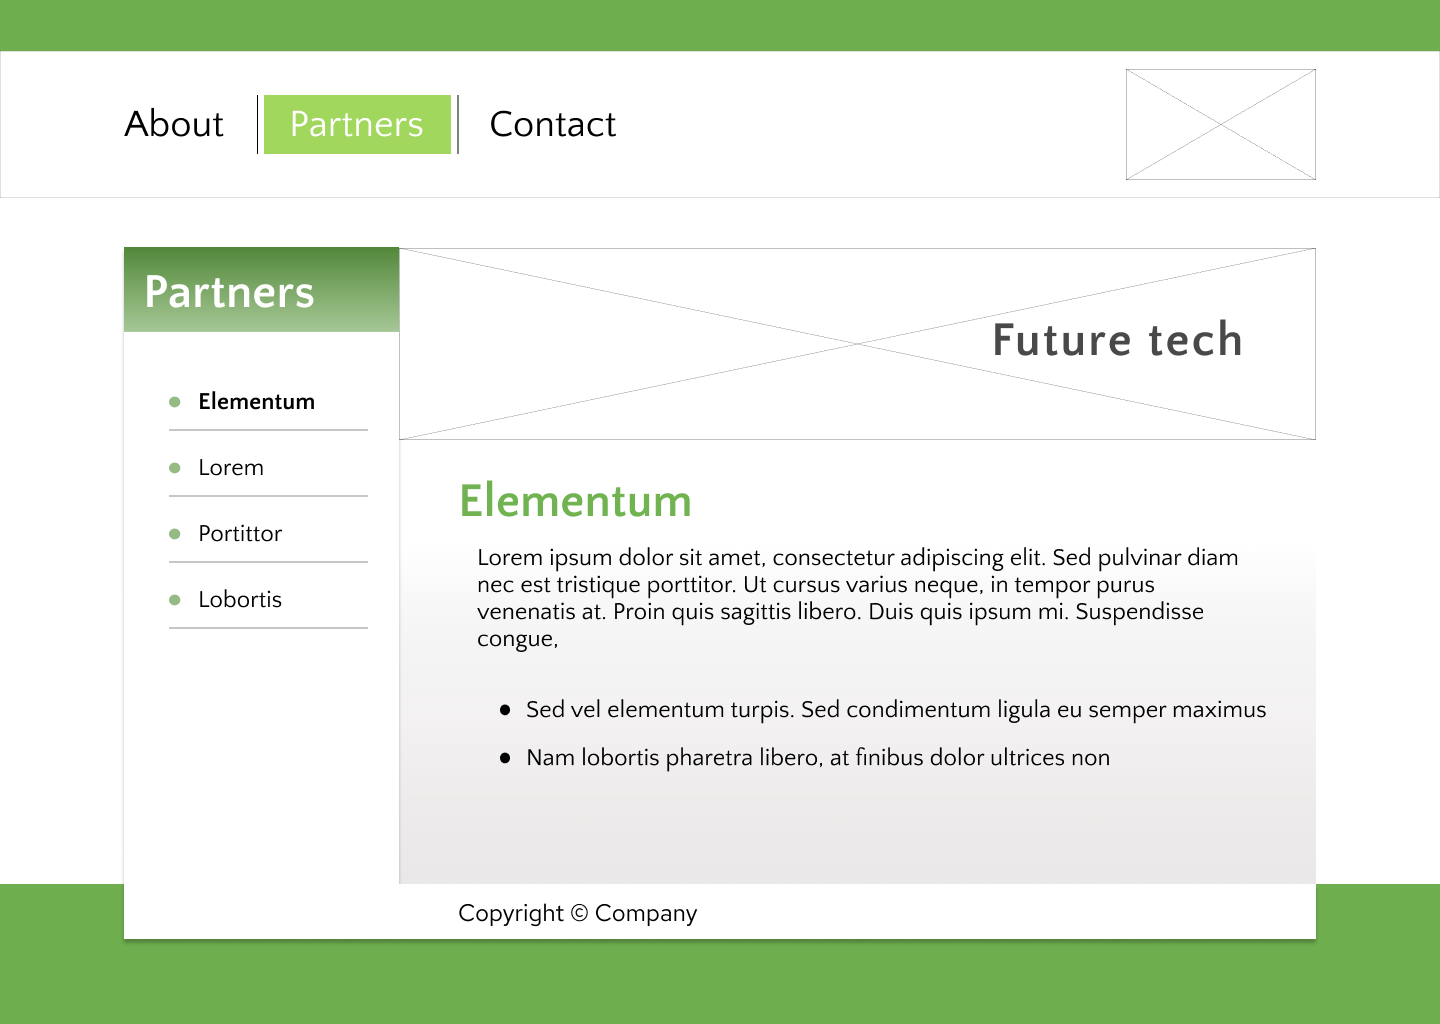 About
Partners
Contact
Partners
Future tech
Elementum
Lorem
Portittor
Lobortis
Elementum
Lorem ipsum dolor sit amet, consectetur adipiscing elit. Sed pulvinar diam
nec est tristique porttitor. Ut cursus varius neque, in tempor purus
venenatis at. Proin quis sagittis libero. Duis quis ipsum mi. Suspendisse
congue,
Sed vel elementum turpis. Sed condimentum ligula eu semper maximus
Nam lobortis pharetra libero, at finibus dolor ultrices non
Copyright © Company